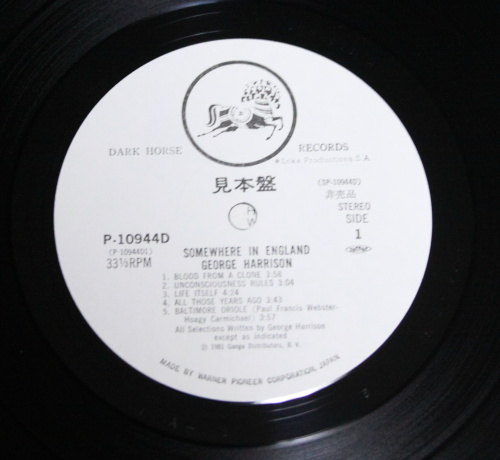 DARK HORSE RECORDS
Loka Productions S.A.
見本盤
(SP-10944D)
非売品
STEREO
SIDE
1
P-10944D
(P-10944D1)
33⅓RPM
SOMEWHERE IN ENGLAND
GEORGE HARRISON
1. BLOOD FROM A CLONE 3:56
2. UNCONSCIOUSNESS RULES 3:04
3. LIFE ITSELF 4:24
4. ALL THOSE YEARS AGO 3:43
5. BALTIMORE ORIOLE (Paul Francis Webster,
Hoagy Carmichael) 3:57
All Selections Written by George Harrison
except as indicated
Ⓟ 1981 Ganga Distributors, B.V.
MADE BY WARNER PIONEER CORPORATION, JAPAN